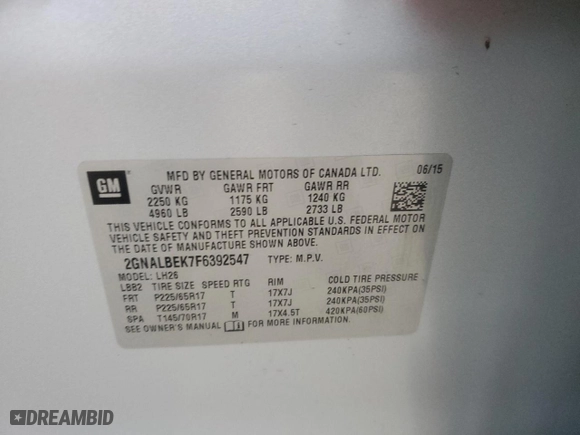 GM
MFD BY GENERAL MOTORS OF CANADA LTD. 06/15
GVWR GAWR FRT GAWR RR
2250 KG 1175 KG 1240 KG
4960 LB 2590 LB 2733 LB
THIS VEHICLE CONFORMS TO ALL APPLICABLE U.S. FEDERAL MOTOR
VEHICLE SAFETY AND THEFT PREVENTION STANDARDS IN EFFECT ON
THE DATE OF MANUFACTURE SHOWN ABOVE.
2GNALBEK7F6392547 TYPE: M.P.V.
MODEL: LH26
LBB2 TIRE SIZE SPEED RTG RIM COLD TIRE PRESSURE
FRT P225/65R17 T 17X7J 240KPA(35PSI)
RR P225/65R17 T 17X7J 240KPA(35PSI)
SPA T145/70R17 M 17X4.5T 420KPA(60PSI)
SEE OWNER'S MANUAL FOR MORE INFORMATION.
DREAMBID